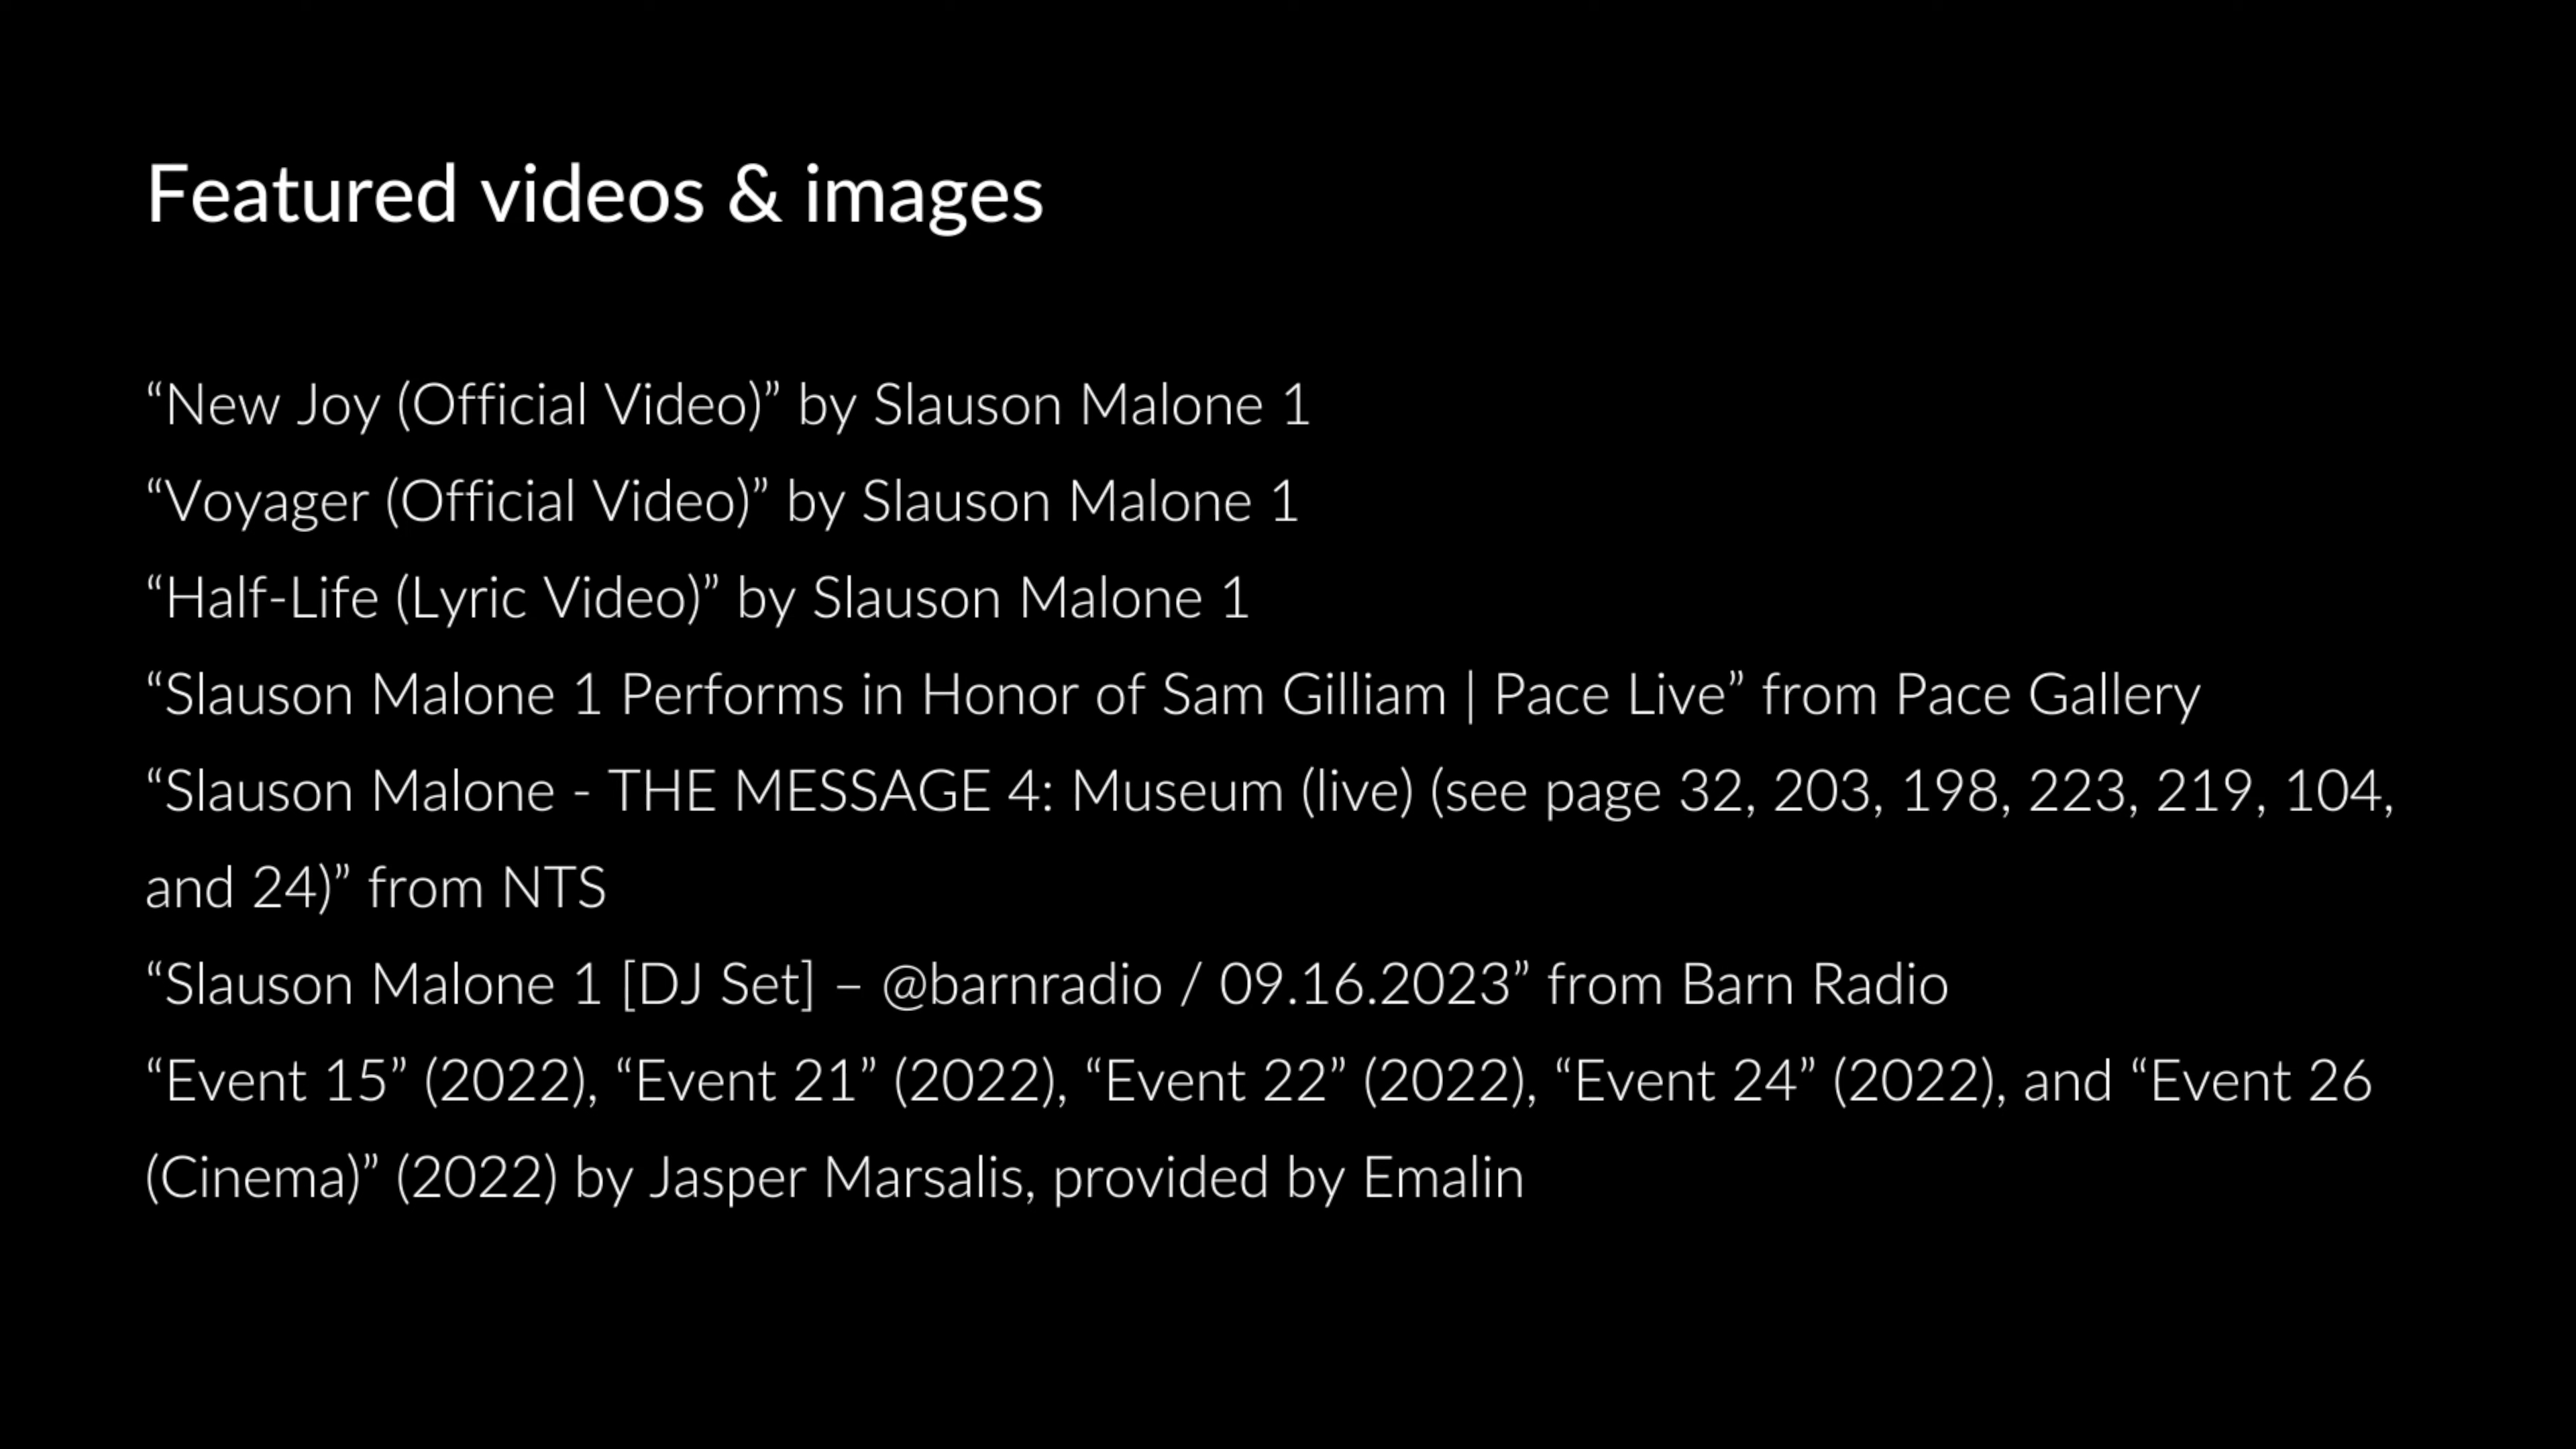 Featured videos & images
“New Joy (Official Video)” by Slauson Malone 1
“Voyager (Official Video)” by Slauson Malone 1
“Half-Life (Lyric Video)” by Slauson Malone 1
“Slauson Malone 1 Performs in Honor of Sam Gilliam | Pace Live” from Pace Gallery
“Slauson Malone - THE MESSAGE 4: Museum (live) (see page 32, 203, 198, 223, 219, 104,
and 24)” from NTS
“Slauson Malone 1 [DJ Set] – @barnradio / 09.16.2023” from Barn Radio
“Event 15” (2022), “Event 21” (2022), “Event 22” (2022), “Event 24” (2022), and “Event 26
(Cinema)” (2022) by Jasper Marsalis, provided by Emalin